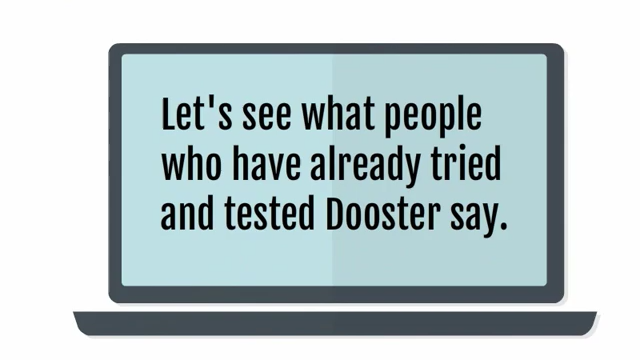 Let's see what people
who have already tried
and tested Dooster say.